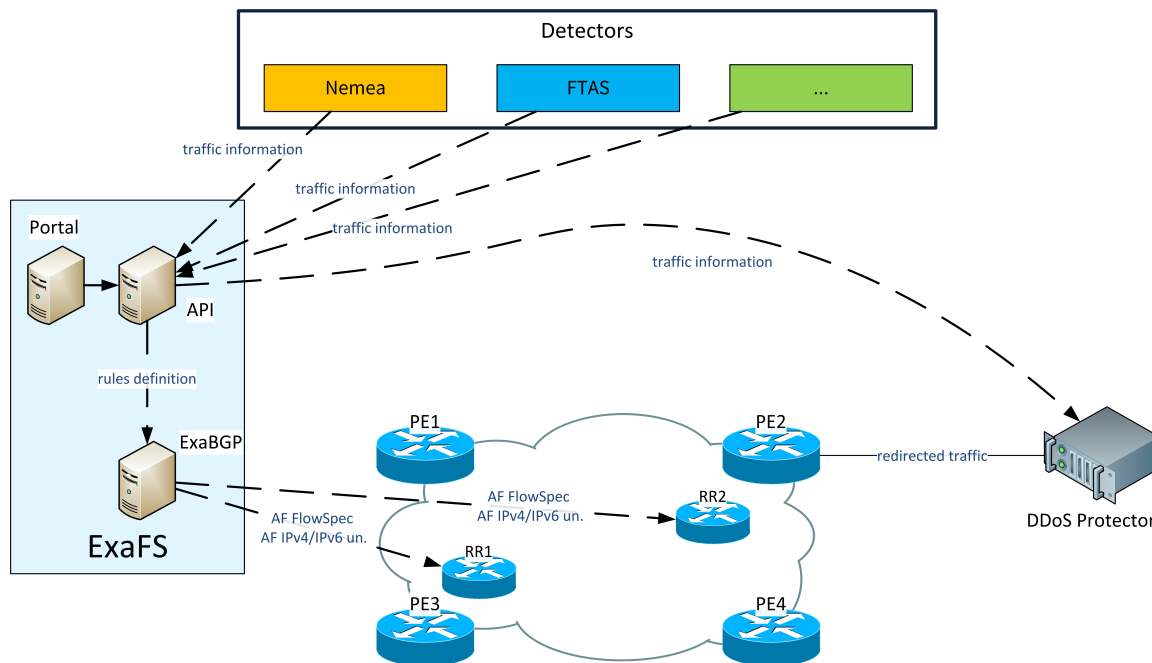 Detectors
Nemea
FTAS
...
traffic information
traffic information
traffic information
traffic information
Portal
API
rules definition
ExaBGP
ExaFS
AF FlowSpec
AF IPv4/IPv6 un.
AF FlowSpec
AF IPv4/IPv6 un.
PE1
PE2
redirected traffic
RR2
RR1
DDoS Protector
PE3
PE4